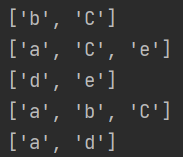 ['b', 'C']
['a', 'C', 'e']
['d', 'e']
['a', 'b', 'C']
['a', 'd']